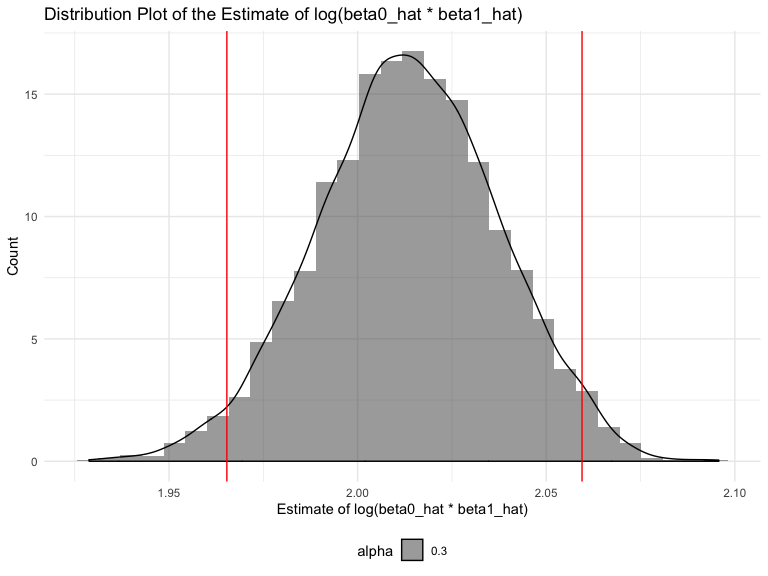 Distribution Plot of the Estimate of log(beta0_hat * beta1_hat)
Count
15
10
5
0
1.95
2.00
2.05
2.10
Estimate of log(beta0_hat * beta1_hat)
alpha
0.3